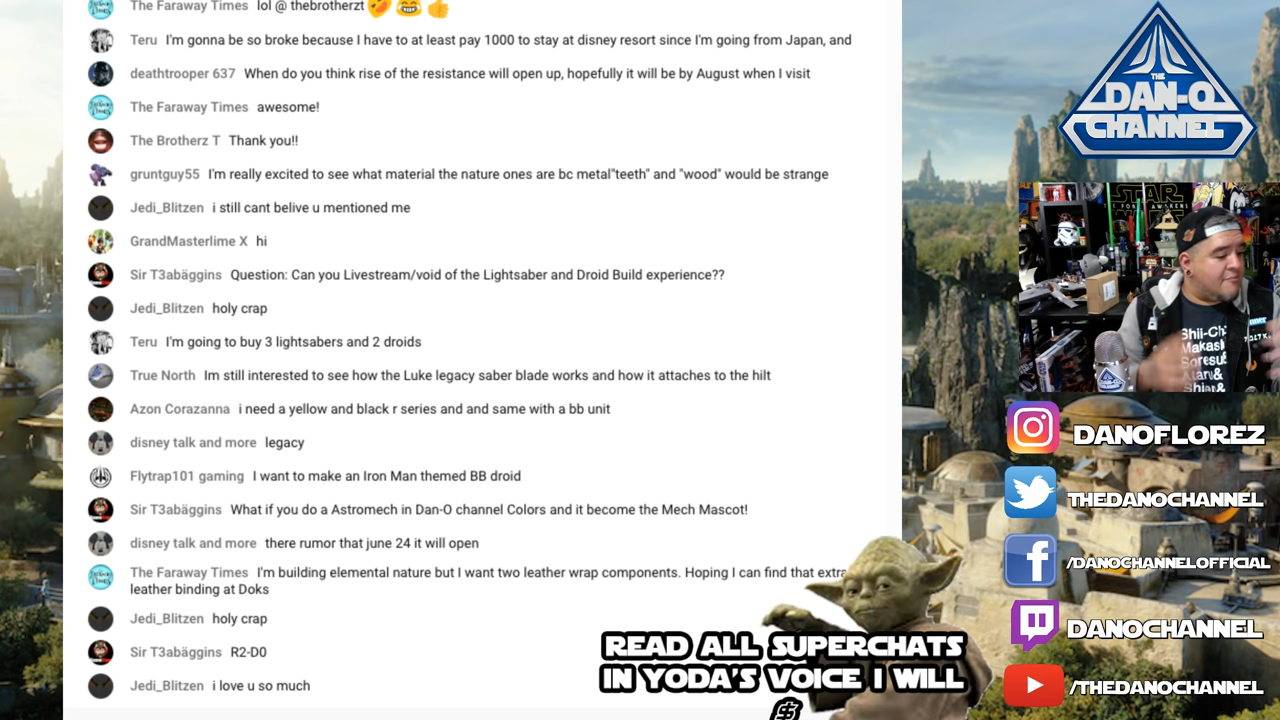 The Faraway Times lol @ thebrotherzt🤣😂👍
Teru I'm gonna be so broke because I have to at least pay 1000 to stay at disney resort since I'm going from Japan, and
deathtrooper 637 When do you think rise of the resistance will open up, hopefully it will be by August when I visit
The Faraway Times awesome!
The Brotherz T Thank you!!
gruntguy55 I'm really excited to see what material the nature ones are bc metal"teeth" and "wood" would be strange
Jedi_Blitzen i still cant belive u mentioned me
GrandMasterlime X hi
Sir T3abäggins Question: Can you Livestream/void of the Lightsaber and Droid Build experience??
Jedi_Blitzen holy crap
Teru I'm going to buy 3 lightsabers and 2 droids
True North Im still interested to see how the Luke legacy saber blade works and how it attaches to the hilt
Azon Corazanna i need a yellow and black r series and and same with a bb unit
disney talk and more legacy
Flytrap101 gaming I want to make an Iron Man themed BB droid
Sir T3abäggins What if you do a Astromech in Dan-O channel Colors and it become the Mech Mascot!
disney talk and more there rumor that june 24 it will open
The Faraway Times I'm building elemental nature but I want two leather wrap components. Hoping I can find that extra
leather binding at Doks
Jedi_Blitzen holy crap
Sir T3abäggins R2-D0
Jedi_Blitzen i love u so much
READ ALL SUPERCHATS
IN YODA'S VOICE I WILL
$
THE
DAN-O
CHANNEL
STAR
WARS
Shii-Ch
Makash
Soresu&
Ataru&
Shien&
DANOFLOREZ
THEDANOCHANNEL
/DANOCHANNELOFFICIAL
DANOCHANNEL
/THEDANOCHANNEL